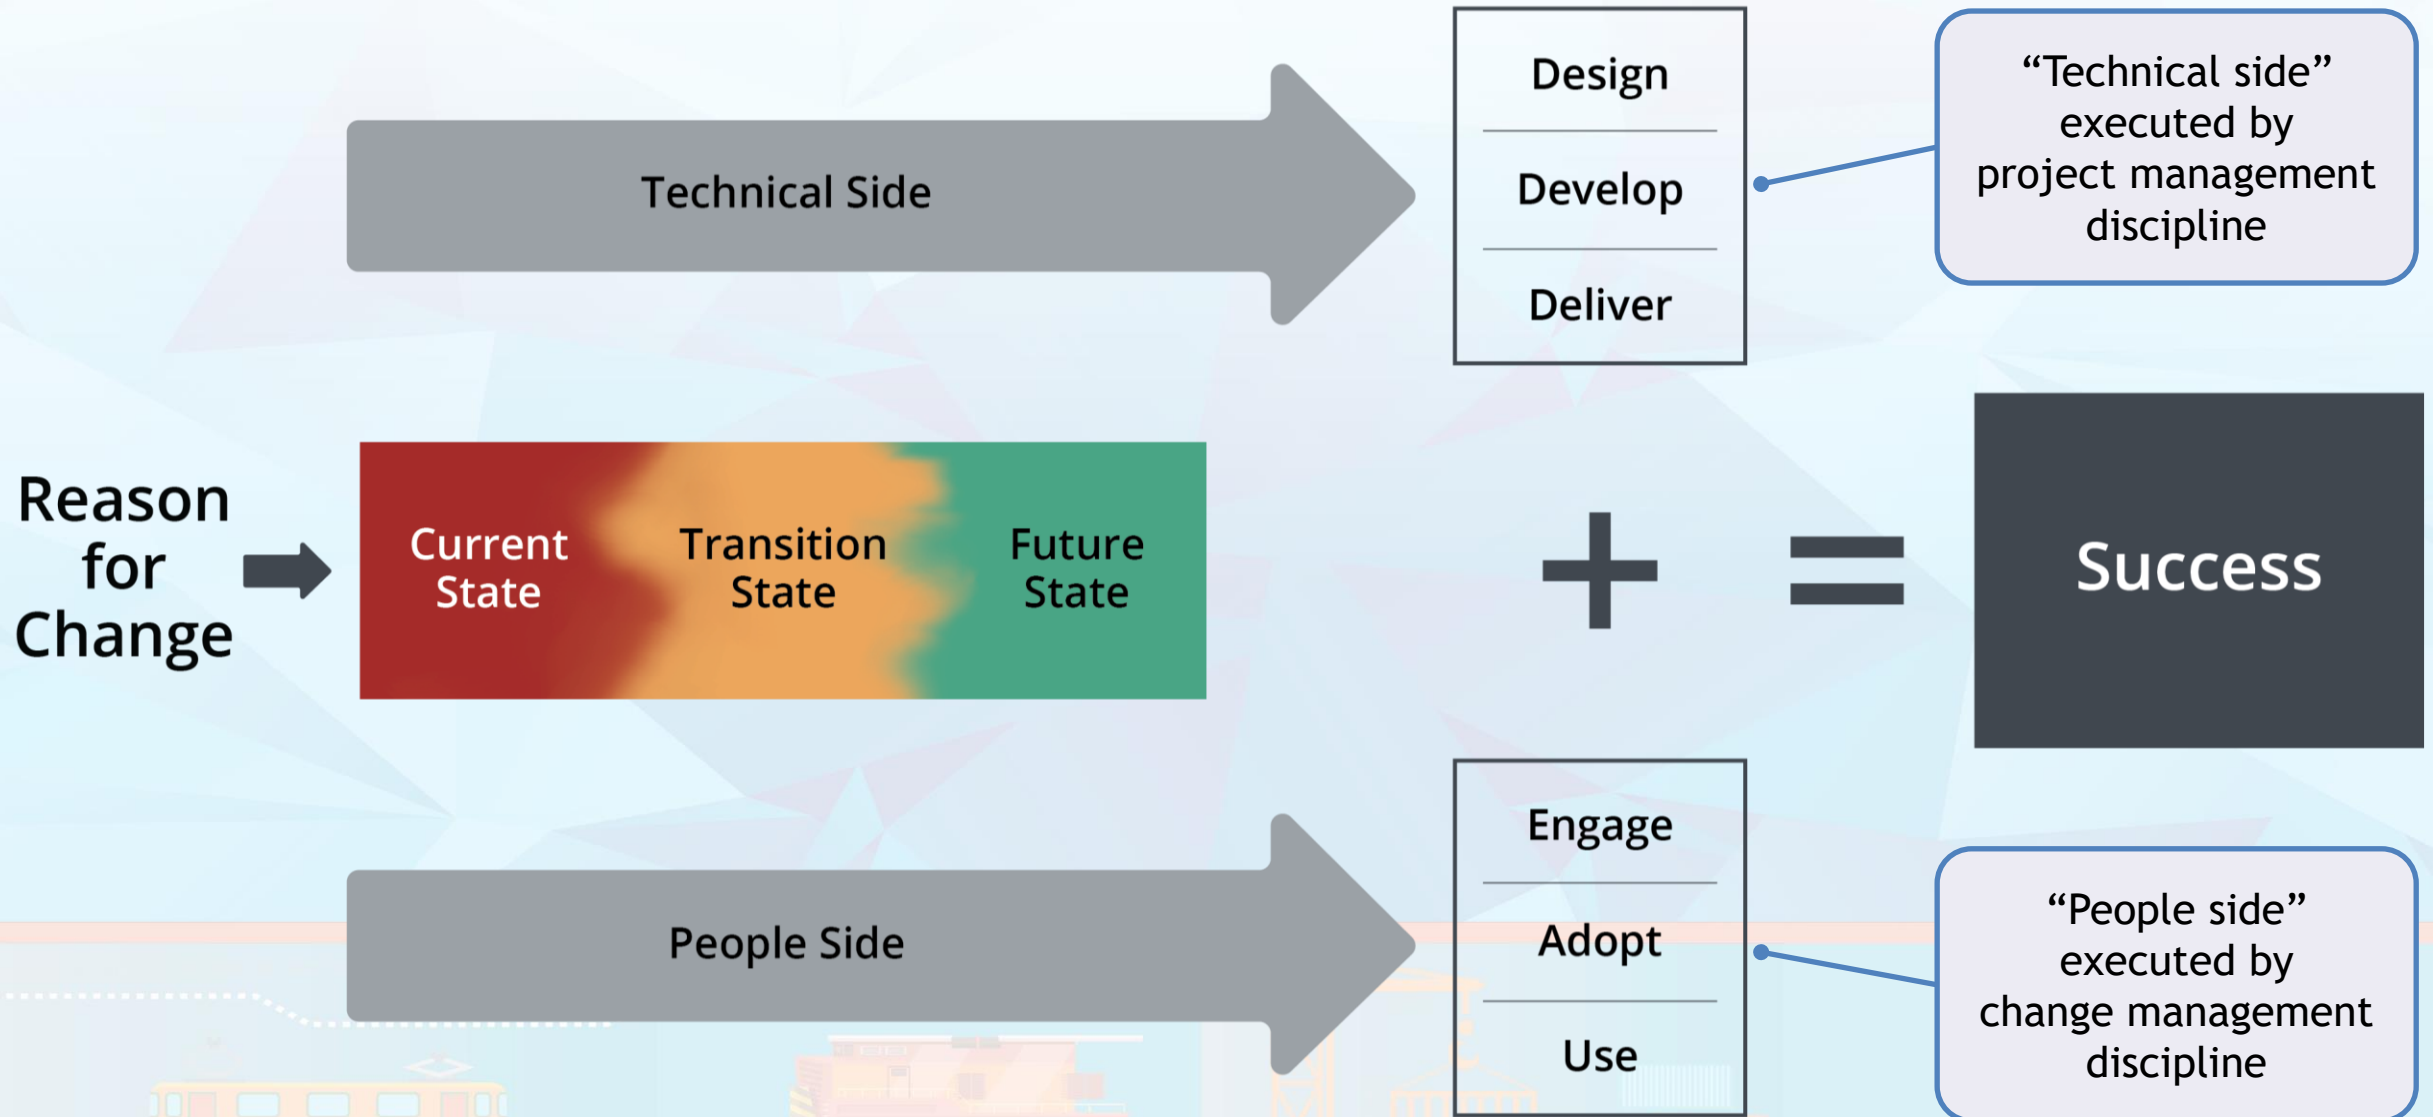 Design
Develop
Deliver
“Technical side”
executed by
project management
discipline
Technical Side
Reason
for
Change
Current
State
Transition
State
Future
State
+
=
Success
People Side
Engage
Adopt
Use
“People side”
executed by
change management
discipline